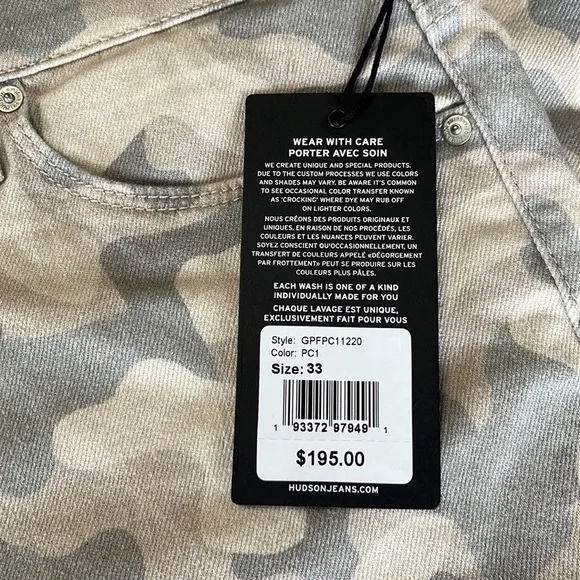 WEAR WITH CARE
PORTER AVEC SOIN
WE CREATE UNIQUE AND SPECIAL PRODUCTS.
DUE TO THE CUSTOM PROCESSES WE USE COLORS
AND SHADES MAY VARY. BE AWARE IT'S COMMON
TO SEE OCCASIONAL COLOR TRANSFER KNOWN
AS 'CROCKING' WHERE DYE MAY RUB OFF
ON LIGHTER COLORS.
NOUS CRÉONS DES PRODUITS ORIGINAUX ET
UNIQUES. EN RAISON DE NOS PROCÉDÉS, LES
COULEURS ET LES NUANCES PEUVENT VARIER.
SOYEZ CONSCIENT QU'OCCASIONNELLEMENT, UN
TRANSFERT DE COULEURS APPELÉ «DÉGORGEMENT
PAR FROTTEMENT» PEUT SE PRODUIRE SUR LES
COULEURS PLUS PÂLES.
EACH WASH IS ONE OF A KIND
INDIVIDUALLY MADE FOR YOU
CHAQUE LAVAGE EST UNIQUE,
EXCLUSIVEMENT FAIT POUR VOUS
Style: GPFPC11220
Color: PC1
Size: 33
1 93372 97949 1
$195.00
HUDSONJEANS.COM